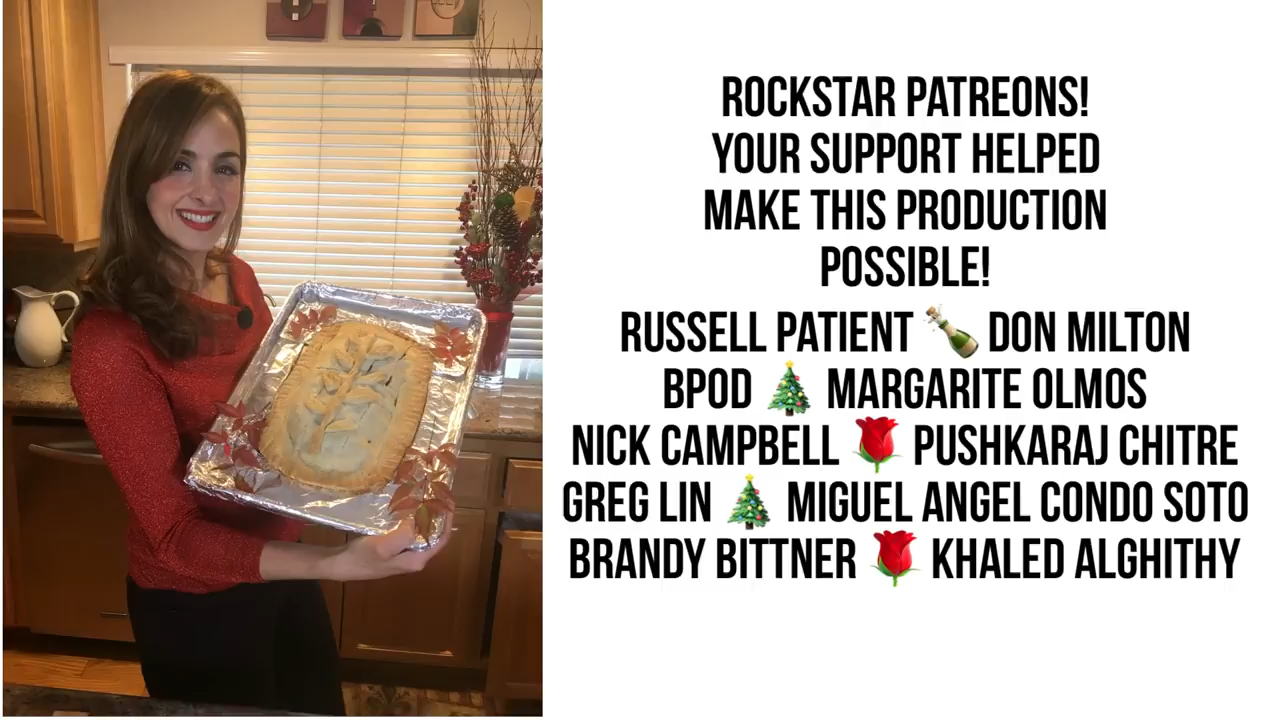 ROCKSTAR PATREONS!
YOUR SUPPORT HELPED
MAKE THIS PRODUCTION
POSSIBLE!
RUSSELL PATIENT 🍾 DON MILTON
BPOD 🎄 MARGARITE OLMOS
NICK CAMPBELL 🌹 PUSHKARAJ CHITRE
GREG LIN 🎄 MIGUEL ANGEL CONDO SOTO
BRANDY BITTNER 🌹 KHALED ALGHITHY